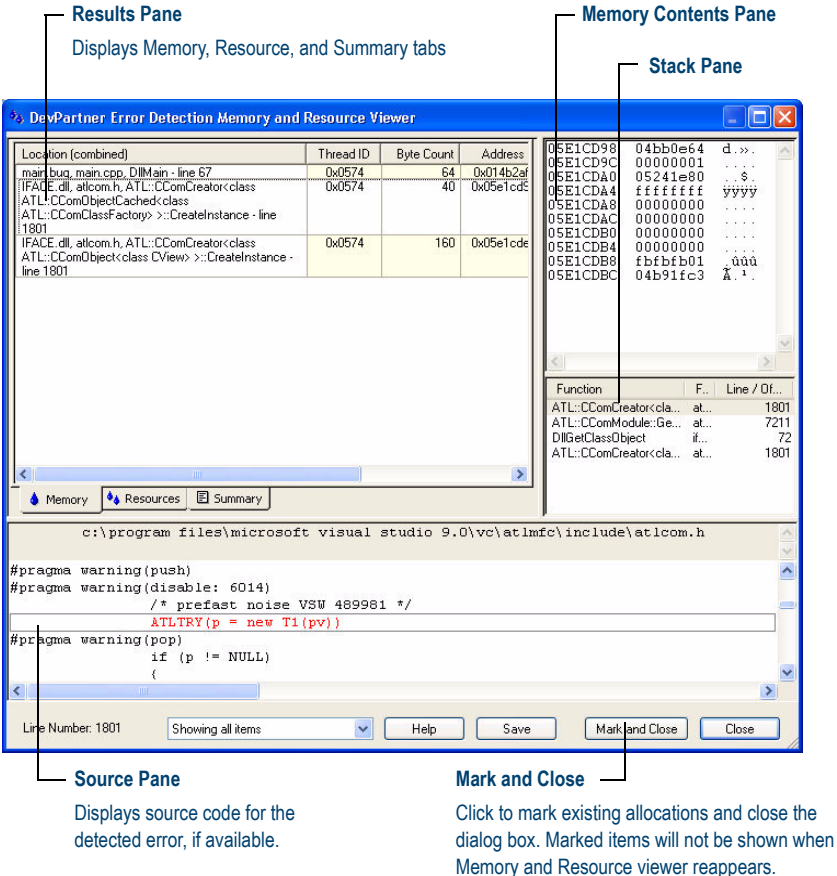 Results Pane
Displays Memory, Resource, and Summary tabs
Memory Contents Pane
Stack Pane
DevPartner Error Detection Memory and Resource Viewer
Location (combined) Thread ID Byte Count Address
main.bug, main.cpp, DllMain - line 67 0x0574 64 0x014b2af
IFACE.dll, atlcom.h, ATL::CComCreator<class 0x0574 40 0x05e1cd9
ATL::CComObjectCached<class
ATL::CComClassFactory> >::CreateInstance - line
1801
IFACE.dll, atlcom.h, ATL::CComCreator<class 0x0574 160 0x05e1cde
ATL::CComObject<class CView> >::CreateInstance -
line 1801
05E1CD98 04bb0e64 d.».
05E1CD9C 00000001 ....
05E1CDA0 05241e80 ..$.
05E1CDA4 ffffffff ÿÿÿÿ
05E1CDA8 00000000 ....
05E1CDAC 00000000 ....
05E1CDB0 00000000 ....
05E1CDB4 00000000 ....
05E1CDB8 fbfbfb01 .ûûû
05E1CDBC 04b91fc3 Ã.¹.
Function F.. Line / Of...
ATL::CComCreator<cla... at... 1801
ATL::CComModule::Ge... at... 7211
DllGetClassObject if... 72
ATL::CComCreator<cla... at... 1801
Memory Resources Summary
c:\program files\microsoft visual studio 9.0\vc\atlmfc\include\atlcom.h
#pragma warning(push)
#pragma warning(disable: 6014)
/* prefast noise VSW 489981 */
ATLTRY(p = new T1(pv))
#pragma warning(pop)
if (p != NULL)
{
Line Number: 1801 Showing all items Help Save Mark and Close Close
Source Pane
Displays source code for the
detected error, if available.
Mark and Close
Click to mark existing allocations and close the
dialog box. Marked items will not be shown when
Memory and Resource viewer reappears.